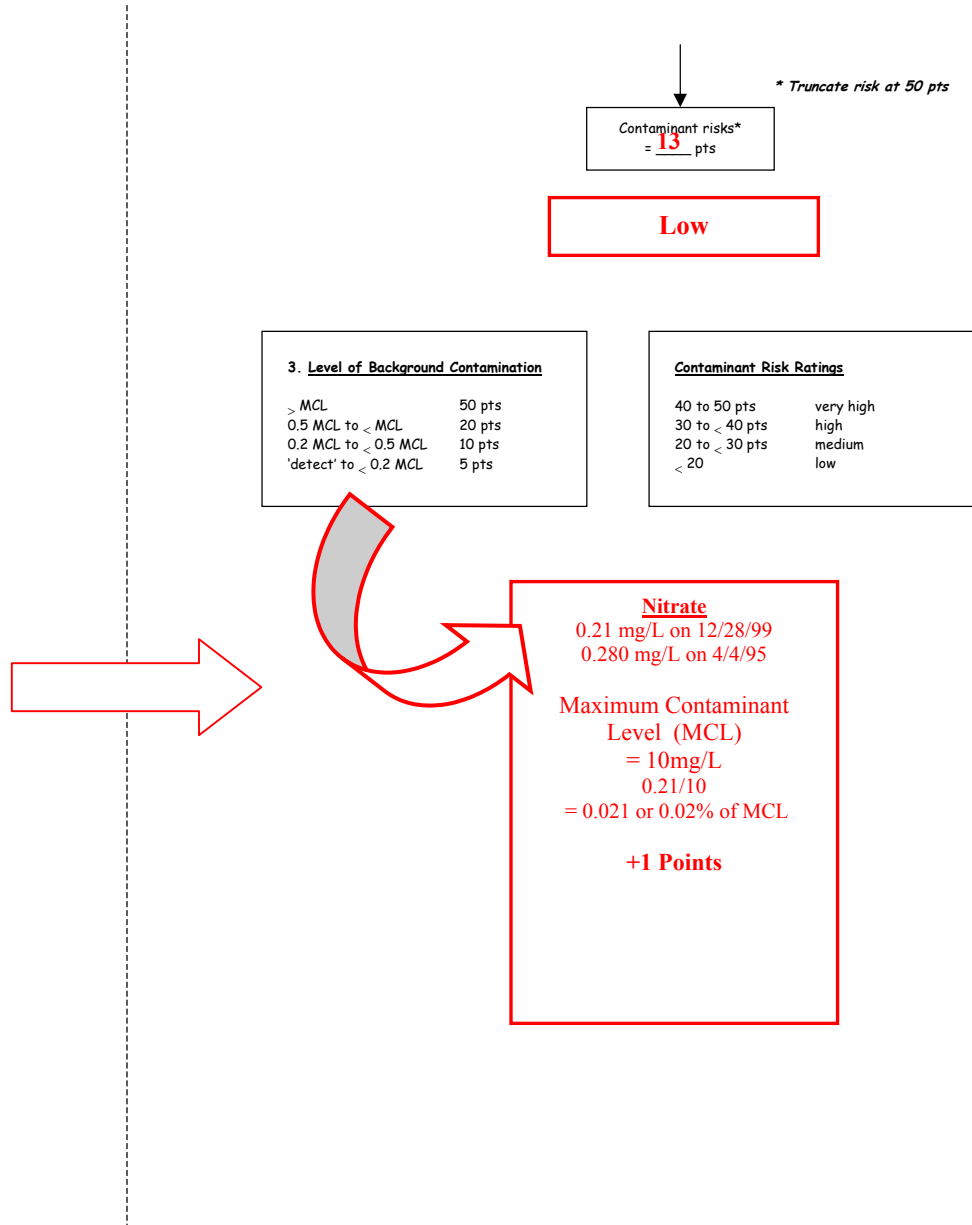 * Truncate risk at 50 pts
Contaminant risks*
= 13 pts
Low
3. Level of Background Contamination
> MCL 50 pts
0.5 MCL to < MCL 20 pts
0.2 MCL to < 0.5 MCL 10 pts
'detect' to < 0.2 MCL 5 pts
Contaminant Risk Ratings
40 to 50 pts very high
30 to < 40 pts high
20 to < 30 pts medium
< 20 low
Nitrate
0.21 mg/L on 12/28/99
0.280 mg/L on 4/4/95
Maximum Contaminant
Level (MCL)
= 10mg/L
0.21/10
= 0.021 or 0.02% of MCL
+1 Points